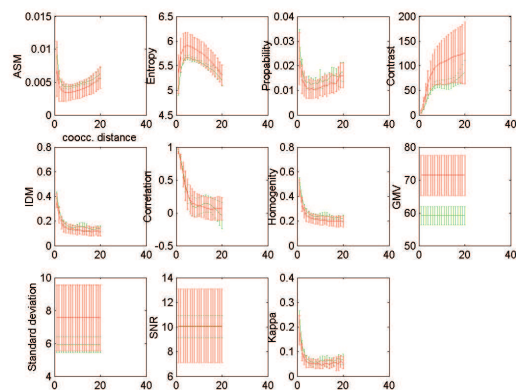 0.015
0.01
0.005
0
0 20 40
ASM
coocc. distance
6.5
6
5.5
5
4.5
0 20 40
Entropy
0.04
0.03
0.02
0.01
0
0 20 40
Propability
200
150
100
50
0
0 20 40
Contrast
0.8
0.6
0.4
0.2
0
0 20 40
IDM
1
0.5
0
-0.5
0 20 40
Correlation
0.8
0.6
0.4
0.2
0
0 20 40
Homogenity
80
70
60
50
0 20 40
GMV
10
8
6
4
0 20 40
Standard deviation
15
10
5
0 20 40
SNR
0.4
0.3
0.2
0.1
0
0 20 40
Kappa